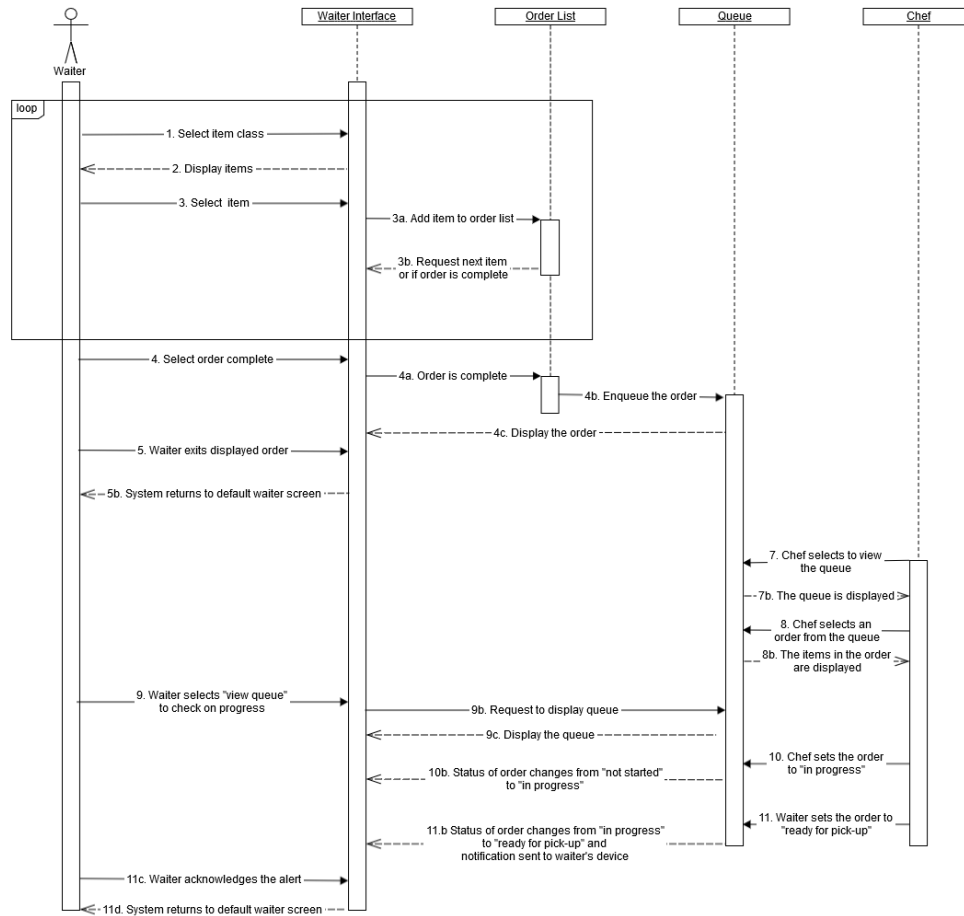 Waiter Interface
Order List
Queue
Chef
Waiter
loop
1. Select item class
2. Display items
3. Select item
3a. Add item to order list
3b. Request next item
or if order is complete
4. Select order complete
4a. Order is complete
4b. Enqueue the order
4c. Display the order
5. Waiter exits displayed order
5b. System returns to default waiter screen
7. Chef selects to view
the queue
7b. The queue is displayed
8. Chef selects an
order from the queue
8b. The items in the order
are displayed
9. Waiter selects "view queue"
to check on progress
9b. Request to display queue
9c. Display the queue
10. Chef sets the order
to "in progress"
10b. Status of order changes from "not started"
to "in progress"
11. Waiter sets the order to
"ready for pick-up"
11.b Status of order changes from "in progress"
to "ready for pick-up" and
notification sent to waiter's device
11c. Waiter acknowledges the alert
11d. System returns to default waiter screen